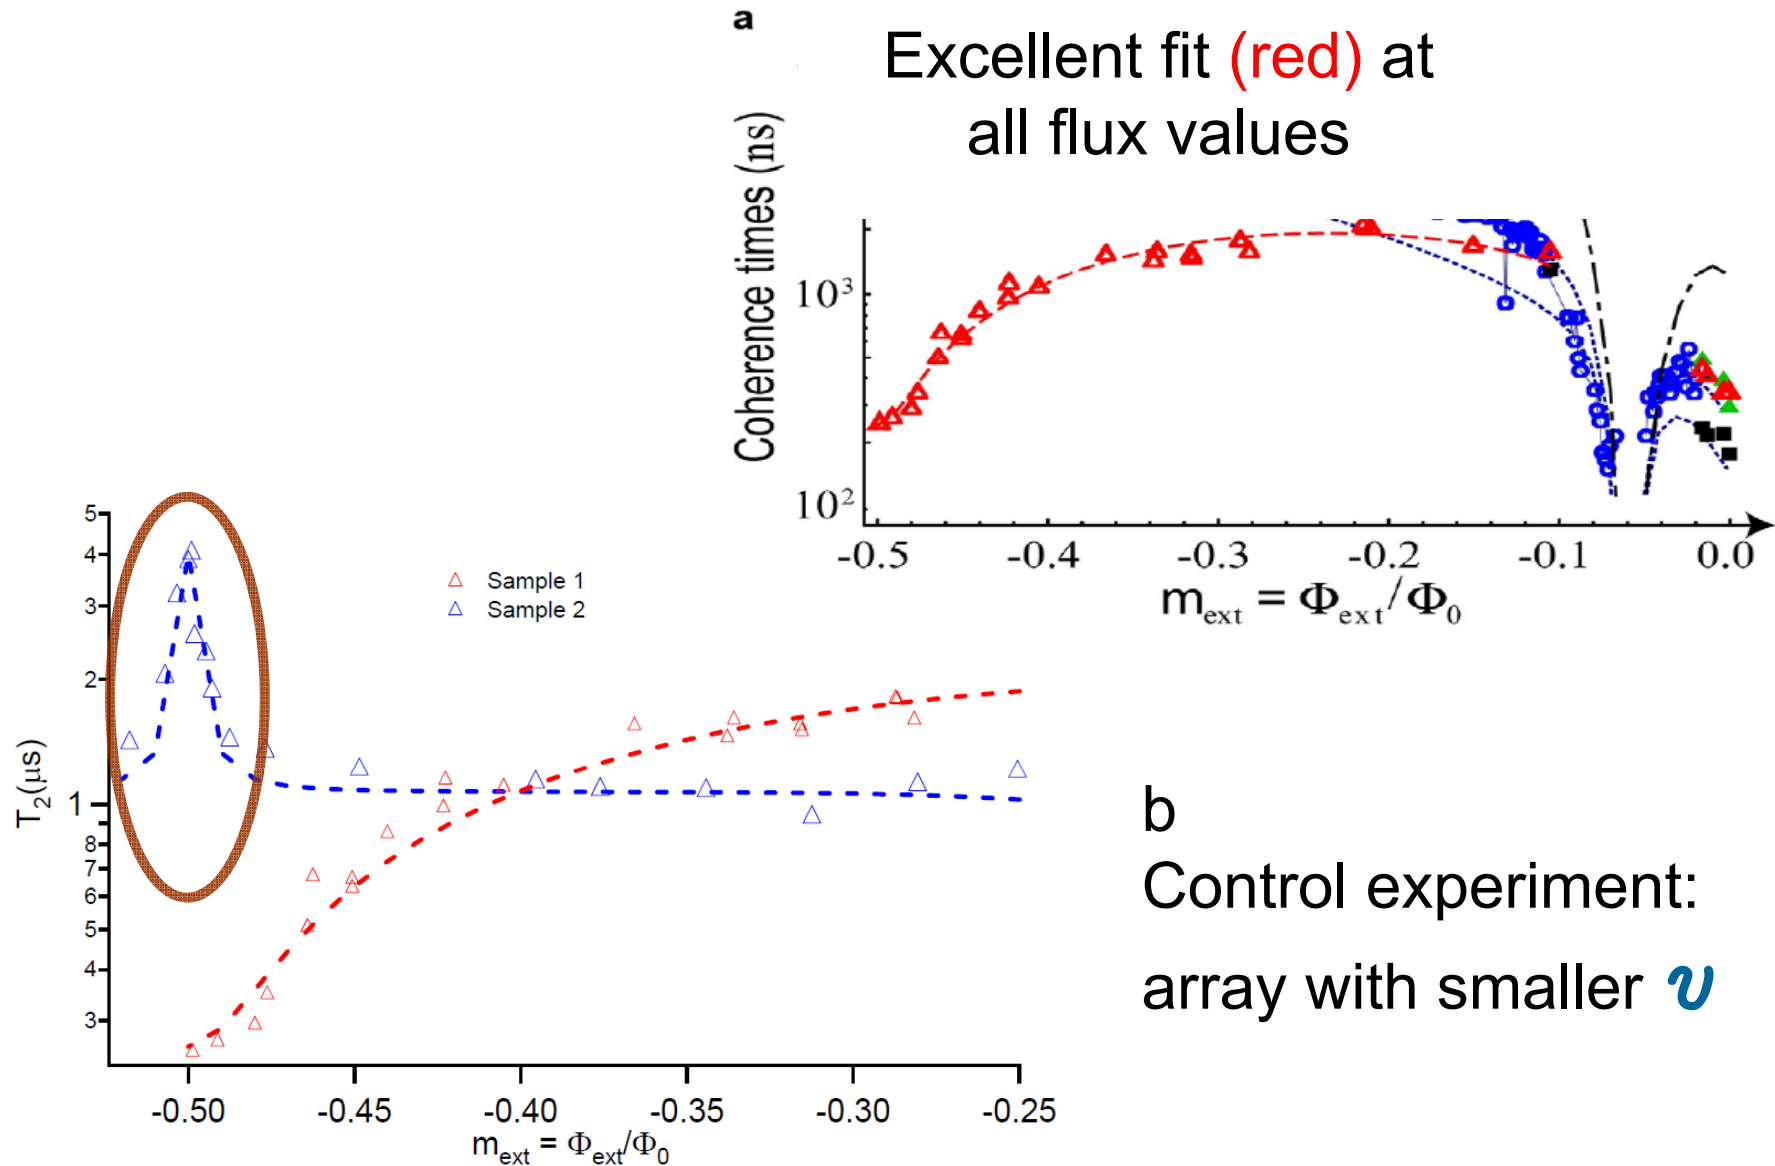 a
Excellent fit (red) at
all flux values
Coherence times (ns)
10³
10²
-0.5 -0.4 -0.3 -0.2 -0.1 0.0
m_ext = Φ_ext/Φ_0
5
4
3
2
1
8
7
6
5
4
3
T_2(μs)
Sample 1
Sample 2
-0.50 -0.45 -0.40 -0.35 -0.30 -0.25
m_ext = Φ_ext/Φ_0
b
Control experiment:
array with smaller υ